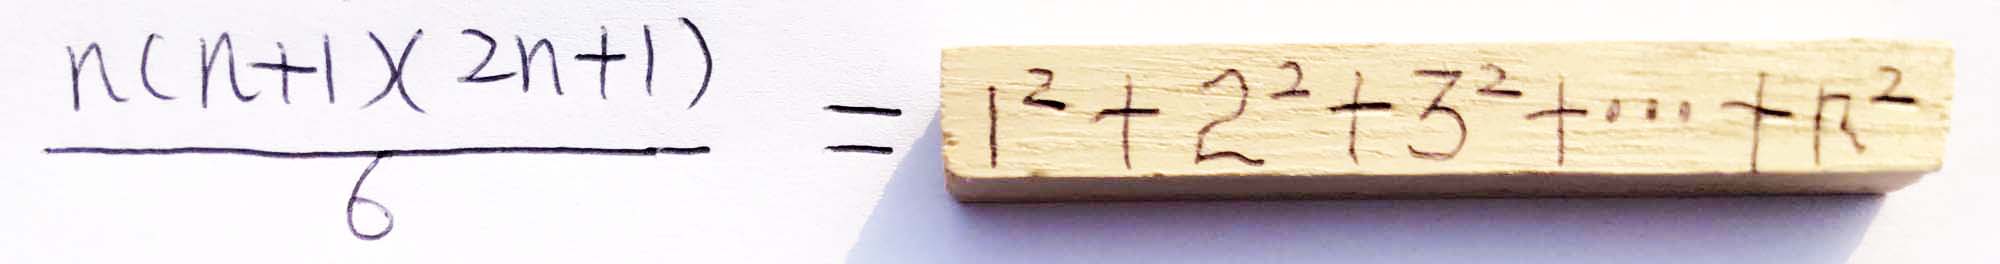 n(n+1)(2n+1)/6 = 1² + 2² + 3² + ··· + n²